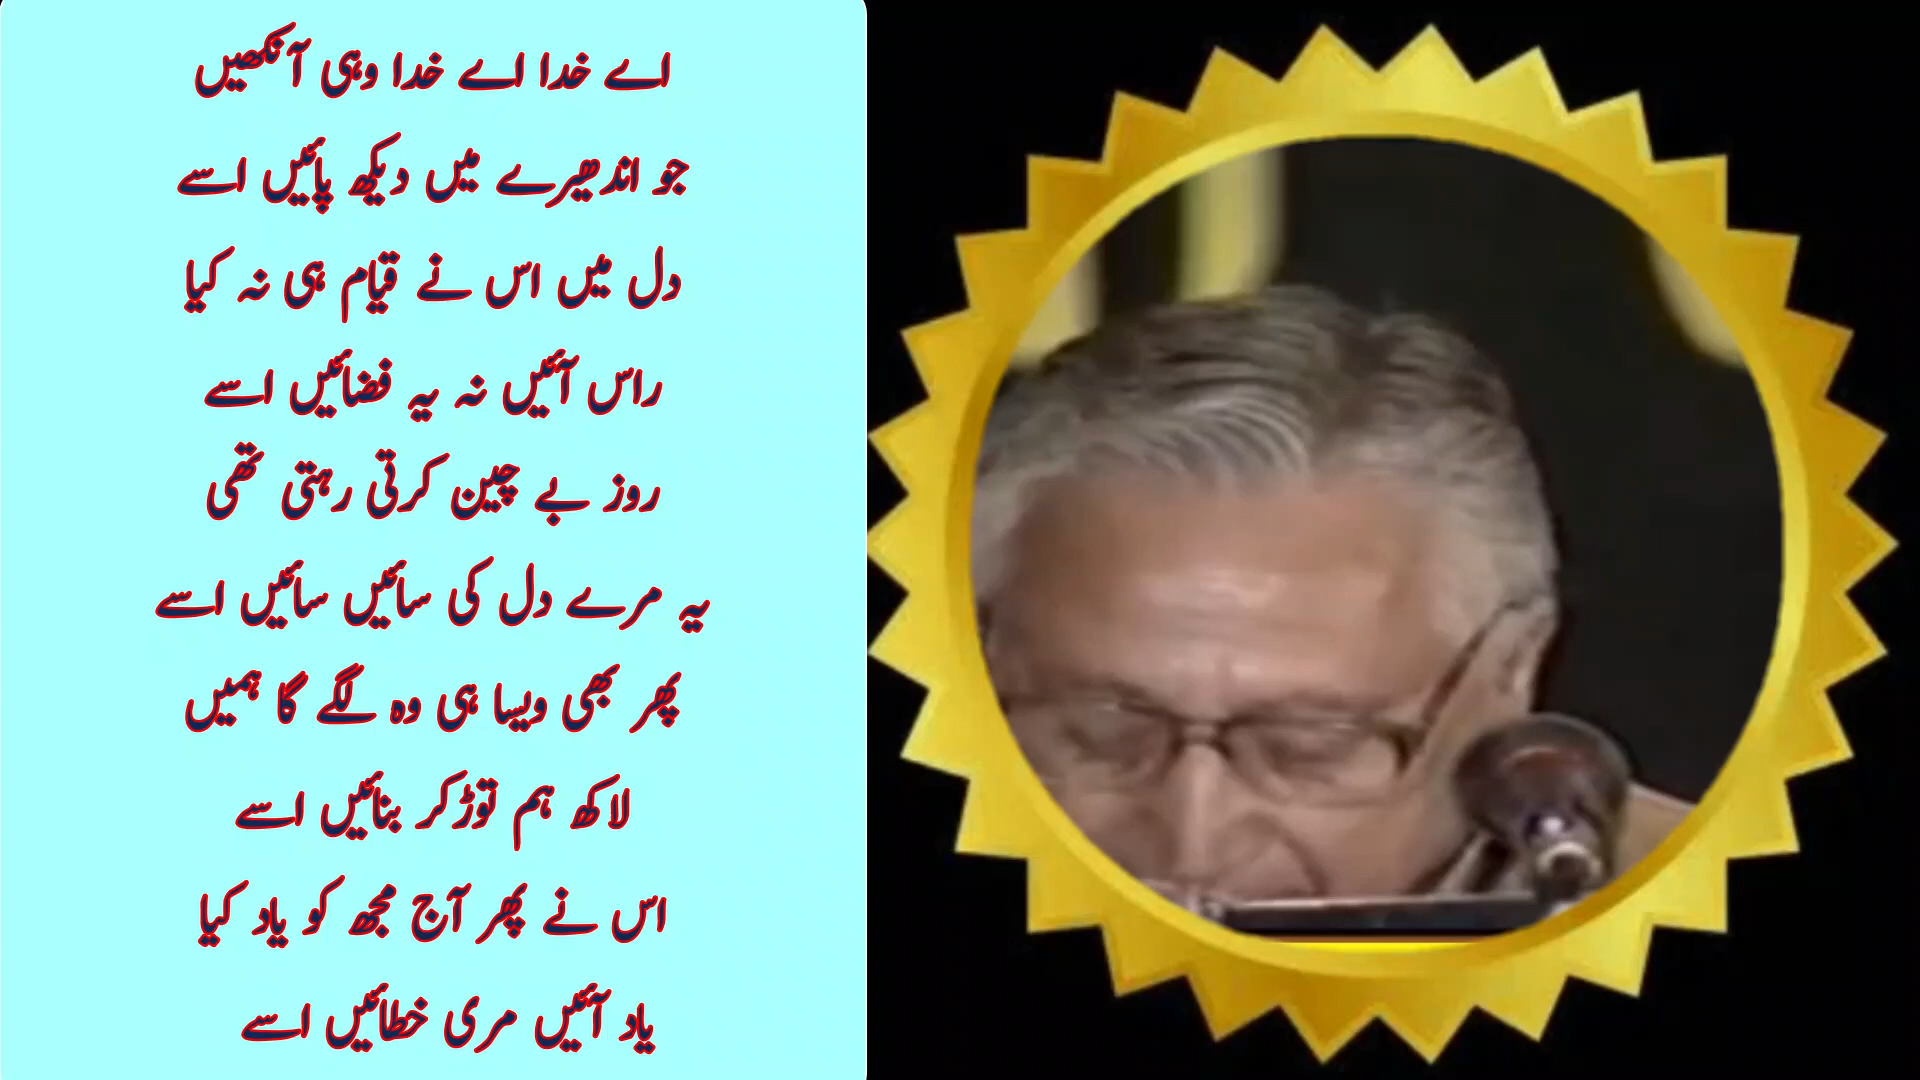 اے خدا اے خدا وہی آنکھیں
جو اندھیرے میں دیکھ پائیں اسے
دل میں اس نے قیام ہی نہ کیا
راس آئیں نہ یہ فضائیں اسے
روز بے چین کرتی رہتی تھی
یہ مرے دل کی سائیں سائیں اسے
پھر بھی ویسا ہی وہ لگے گا ہمیں
لاکھ ہم توڑ کر بنائیں اسے
اس نے پھر آج مجھ کو یاد کیا
یاد آئیں مری خطائیں اسے